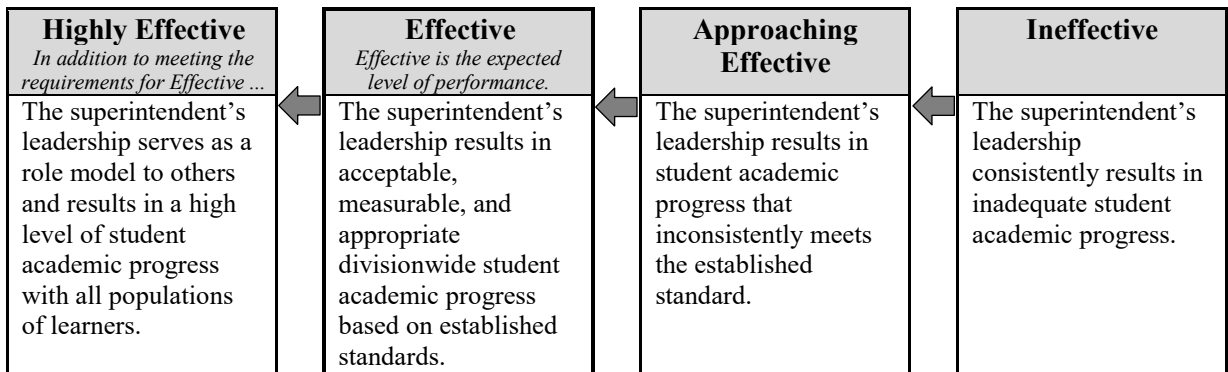 Highly Effective
In addition to meeting the
requirements for Effective ...
The superintendent’s
leadership serves as a
role model to others
and results in a high
level of student
academic progress
with all populations
of learners.
Effective
Effective is the expected
level of performance.
The superintendent’s
leadership results in
acceptable,
measurable, and
appropriate
divisionwide student
academic progress
based on established
standards.
Approaching
Effective
The superintendent’s
leadership results in
student academic
progress that
inconsistently meets
the established
standard.
Ineffective
The superintendent’s
leadership
consistently results in
inadequate student
academic progress.